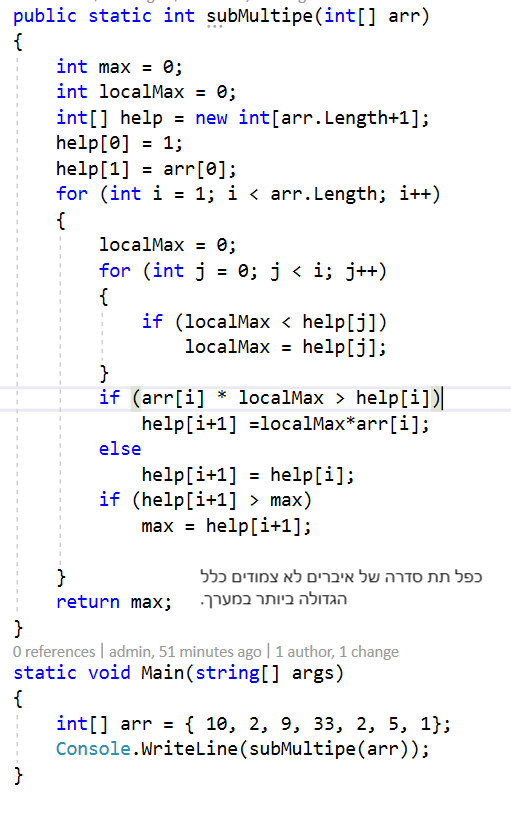 public static int subMultipe(int[] arr)
{
int max = 0;
int localMax = 0;
int[] help = new int[arr.Length+1];
help[0] = 1;
help[1] = arr[0];
for (int i = 1; i < arr.Length; i++)
{
localMax = 0;
for (int j = 0; j < i; j++)
{
if (localMax < help[j])
localMax = help[j];
}
if (arr[i] * localMax > help[i])
help[i+1] =localMax*arr[i];
else
help[i+1] = help[i];
if (help[i+1] > max)
max = help[i+1];
} כפל תת סדרה של איברים לא צמודים כלל
return max; הגדולה ביותר במערך.
}
0 references | admin, 51 minutes ago | 1 author, 1 change
static void Main(string[] args)
{
int[] arr = { 10, 2, 9, 33, 2, 5, 1};
Console.WriteLine(subMultipe(arr));
}